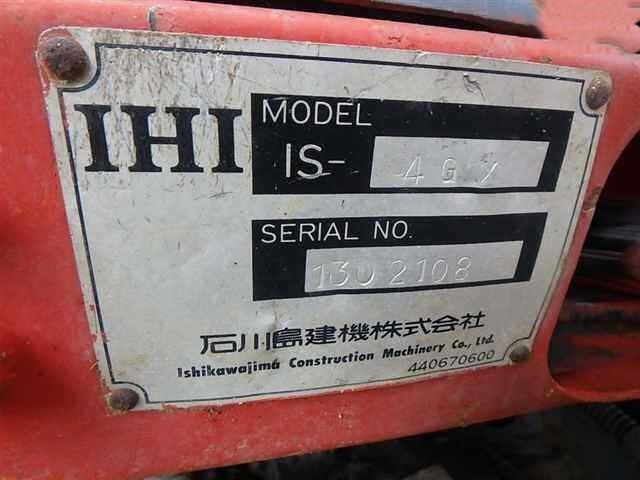 IHI
MODEL
IS- 4GX
SERIAL NO.
1302108
石川島建機株式会社
Ishikawajima Construction Machinery Co., Ltd.
440670600